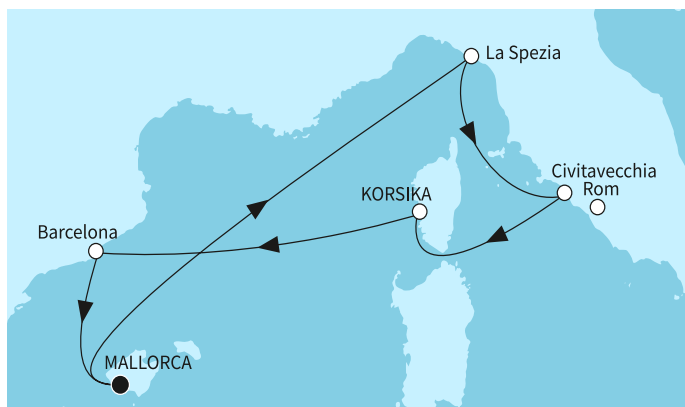 La Spezia
Civitavecchia
Rom
KORSIKA
Barcelona
MALLORCA